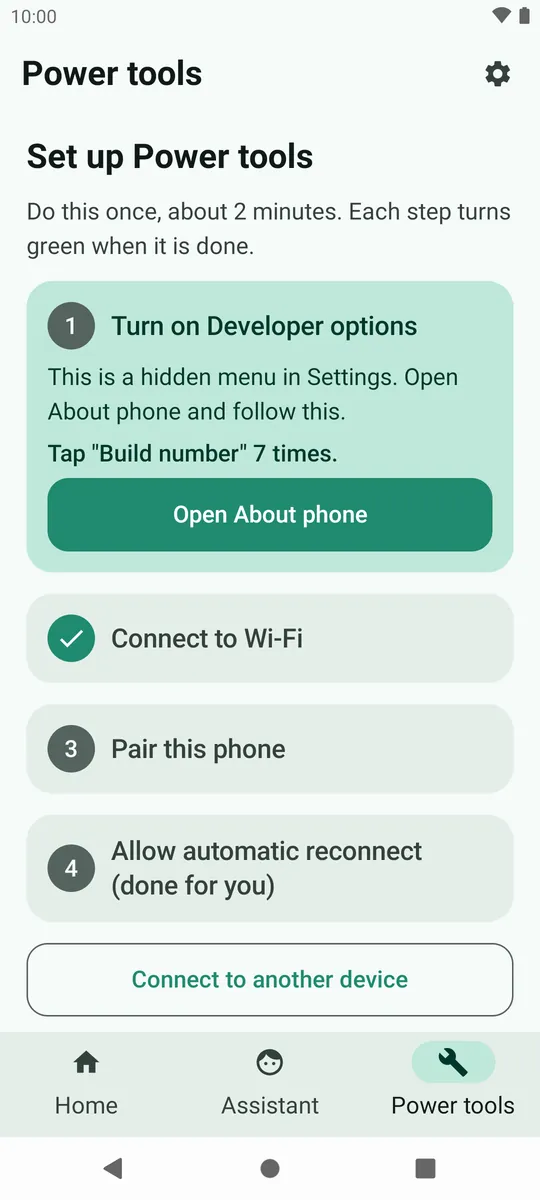 10:00
Power tools
Set up Power tools
Do this once, about 2 minutes. Each step turns
green when it is done.
1
Turn on Developer options
This is a hidden menu in Settings. Open
About phone and follow this.
Tap "Build number" 7 times.
Open About phone
Connect to Wi-Fi
3
Pair this phone
4
Allow automatic reconnect
(done for you)
Connect to another device
Home
Assistant
Power tools